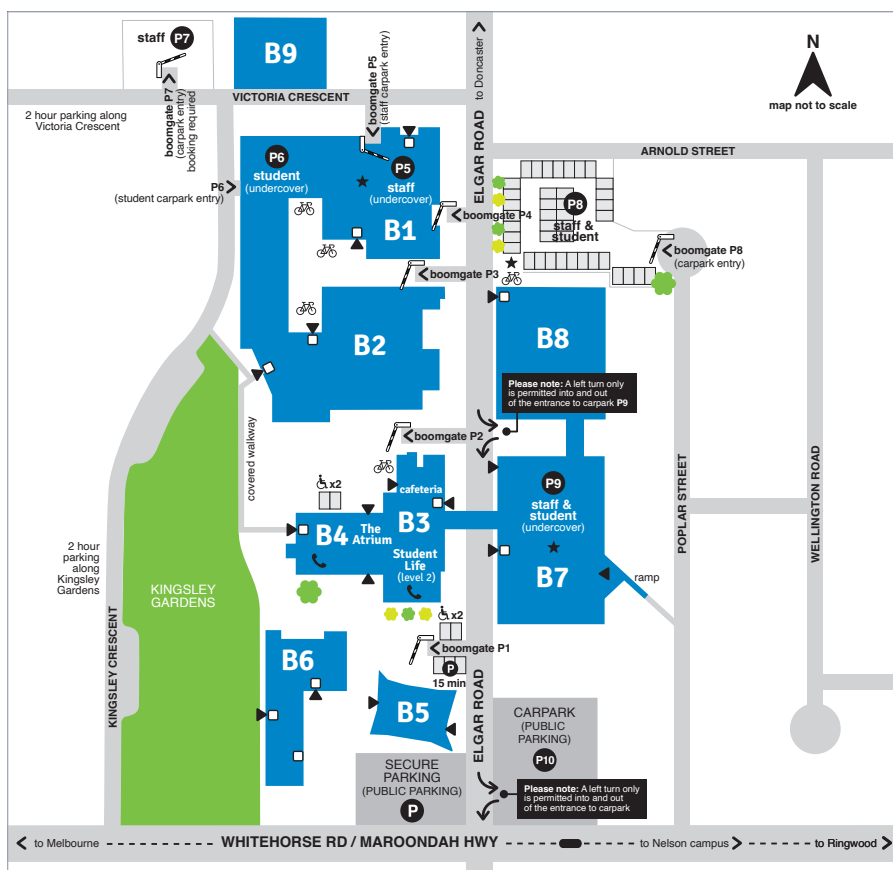 staff P7
B9
boomgate P5
(staff carpark entry)
to Doncaster
N
map not to scale
VICTORIA CRESCENT
2 hour parking along
Victoria Crescent
boomgate P7
(carpark entry)
booking required
ELGAR ROAD
ARNOLD STREET
P6
student
(undercover)
P5
staff
(undercover)
P6
(student carpark entry)
B1
boomgate P4
P8
staff &
student
boomgate P8
(carpark entry)
boomgate P3
B2
B8
Please note: A left turn only
is permitted into and out
of the entrance to carpark P9
boomgate P2
covered walkway
x2
cafeteria
P9
staff &
student
(undercover)
B4
The
Atrium
B3
Student
Life
(level 2)
B7
ramp
POPLAR STREET
WELLINGTON ROAD
2 hour
parking
along
Kingsley
Gardens
KINGSLEY
GARDENS
KINGSLEY CRESCENT
x2
boomgate P1
P
15 min
B6
B5
ELGAR ROAD
CARPARK
(PUBLIC
PARKING)
P10
SECURE
PARKING
(PUBLIC PARKING)
P
Please note: A left turn only
is permitted into and out
of the entrance to carpark
to Melbourne
WHITEHORSE RD / MAROONDAH HWY
to Nelson campus
to Ringwood